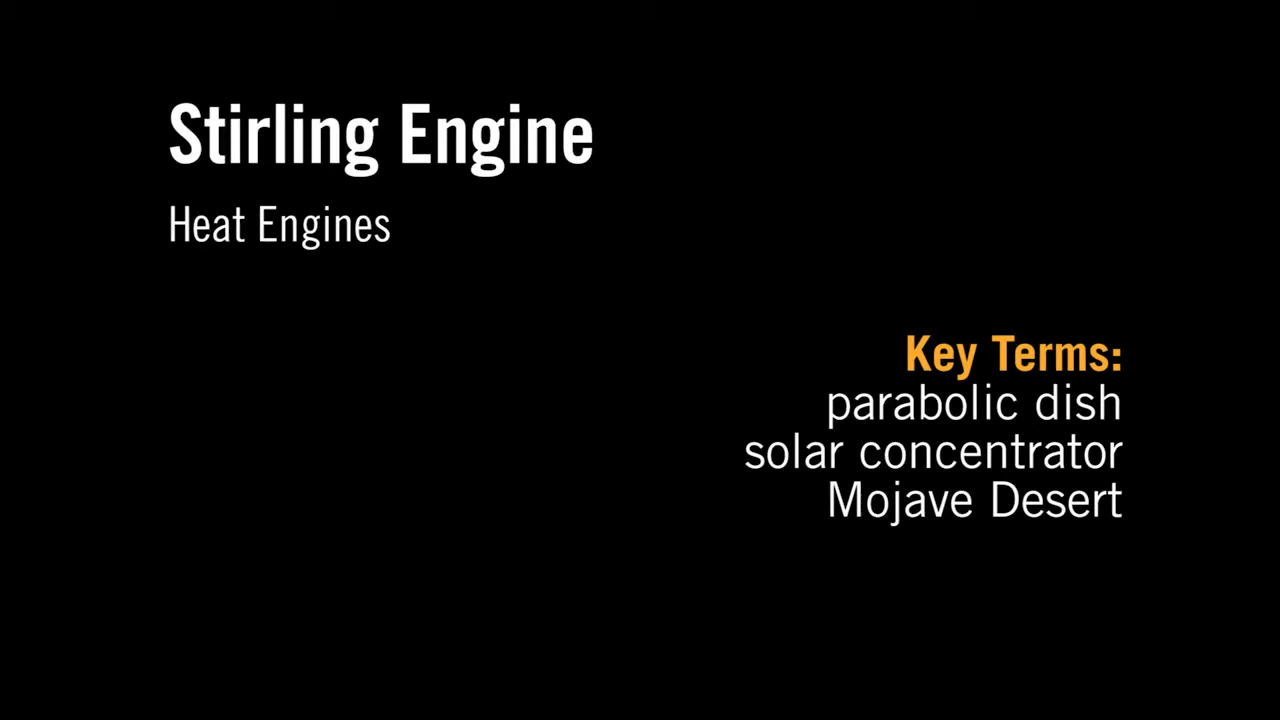 Stirling Engine
Heat Engines
Key Terms:
parabolic dish
solar concentrator
Mojave Desert